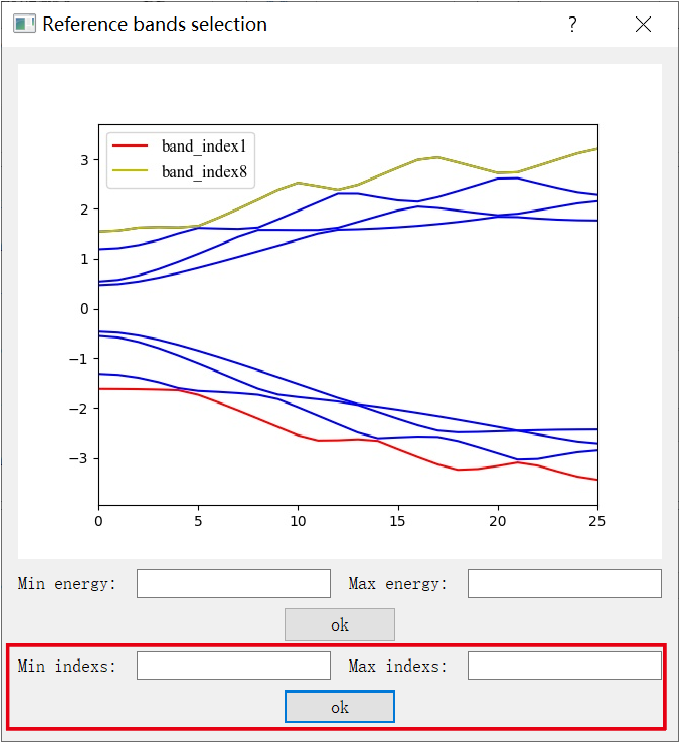 Reference bands selection ?
band_index1
band_index8
3
2
1
0
−1
−2
−3
0 5 10 15 20 25
Min energy: Max energy:
ok
Min indexs: Max indexs:
ok